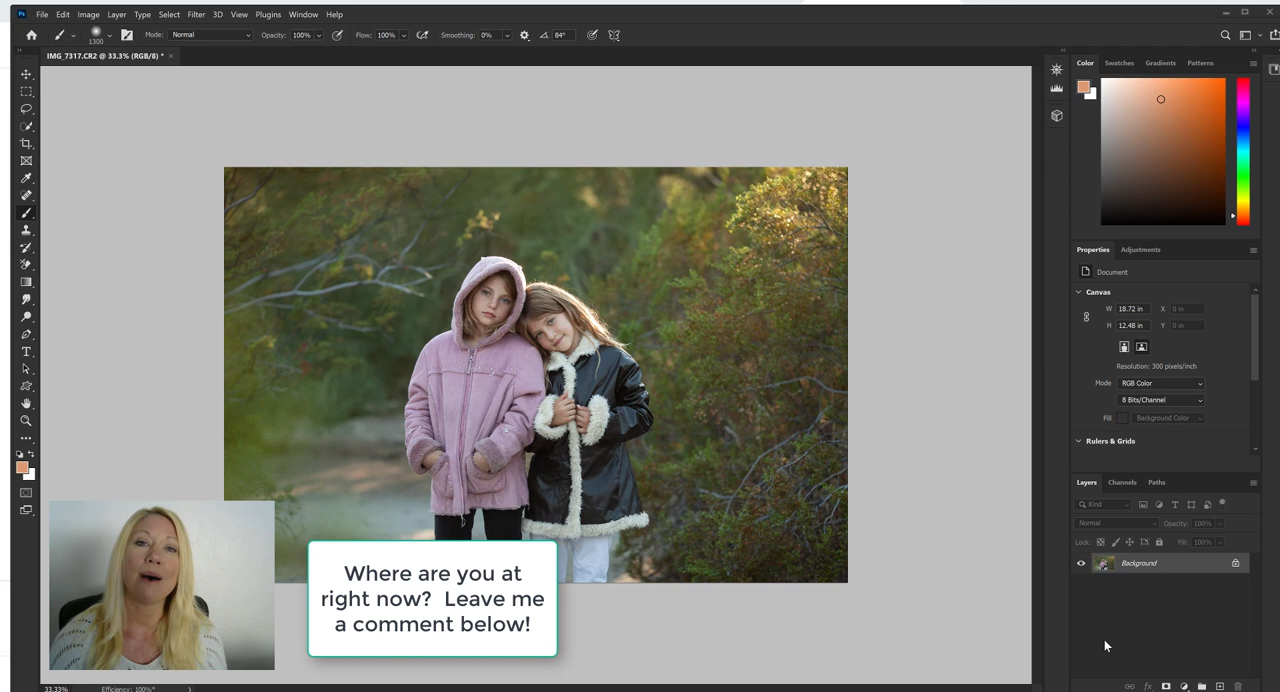 Ps File Edit Image Layer Type Select Filter 3D View Plugins Window Help
1300 Mode: Normal Opacity: 100% Flow: 100% Smoothing: 0% 84°
IMG_7317.CR2 @ 33.3% (RGB/8) * ×
Color Swatches Gradients Patterns
Properties Adjustments
Document
Canvas
W 18.72 in X 0 in
H 12.48 in Y 0 in
Resolution: 300 pixels/inch
Mode RGB Color
8 Bits/Channel
Fill Background Color
Rulers & Grids
Layers Channels Paths
Kind
Normal Opacity: 100%
Lock: Fill: 100%
Background
Where are you at
right now? Leave me
a comment below!
33.33% Efficiency: 100%*